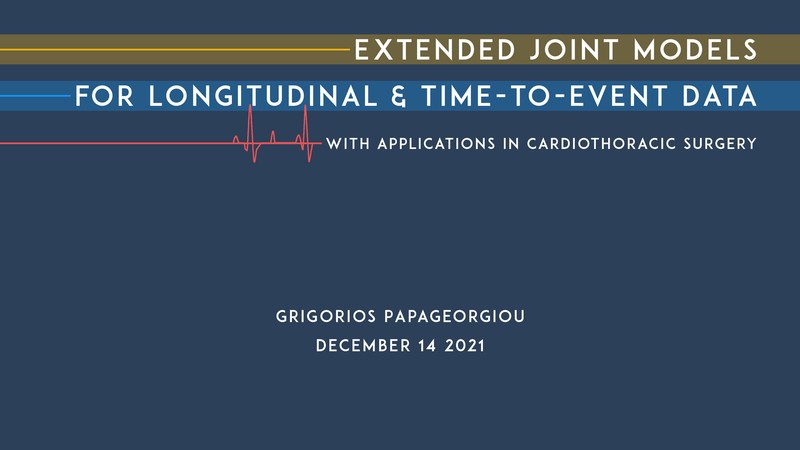 EXTENDED JOINT MODELS
FOR LONGITUDINAL & TIME-TO-EVENT DATA
WITH APPLICATIONS IN CARDIOTHORACIC SURGERY
GRIGORIOS PAPAGEORGIOU
DECEMBER 14 2021